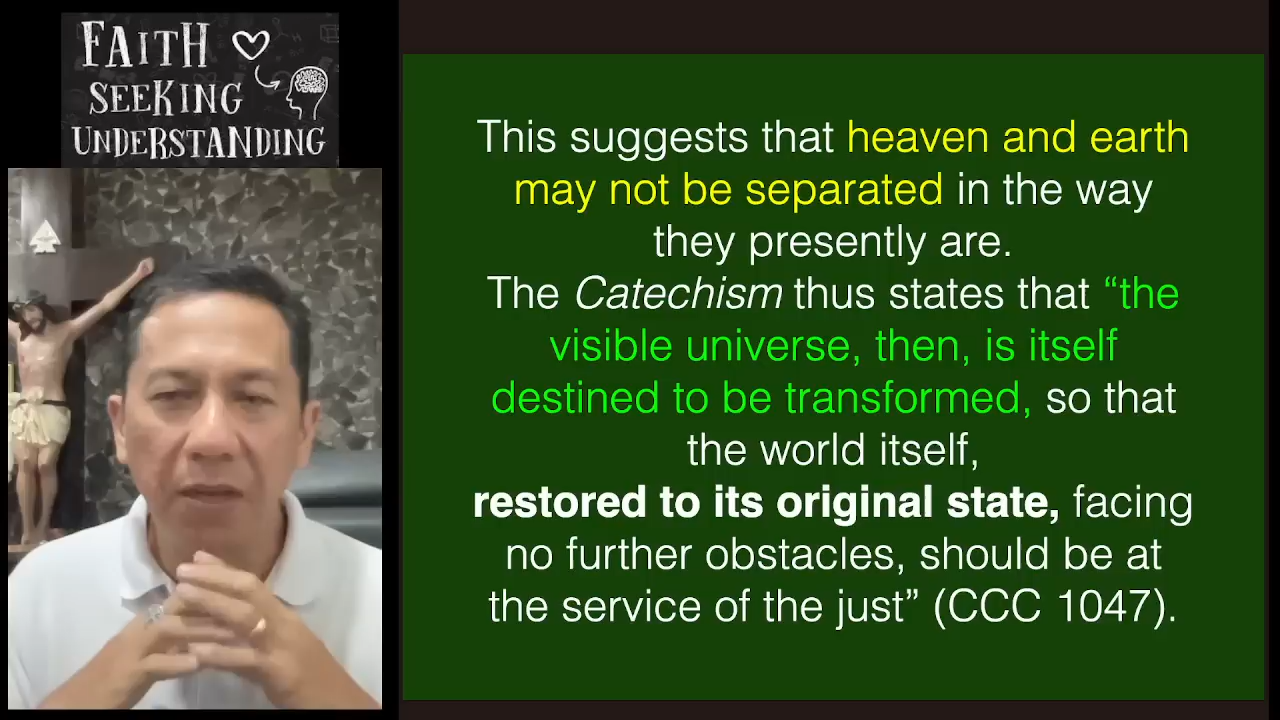 FAITH
SEEKING
UNDERSTANDING
This suggests that heaven and earth
may not be separated in the way
they presently are.
The Catechism thus states that “the
visible universe, then, is itself
destined to be transformed, so that
the world itself,
restored to its original state, facing
no further obstacles, should be at
the service of the just” (CCC 1047).